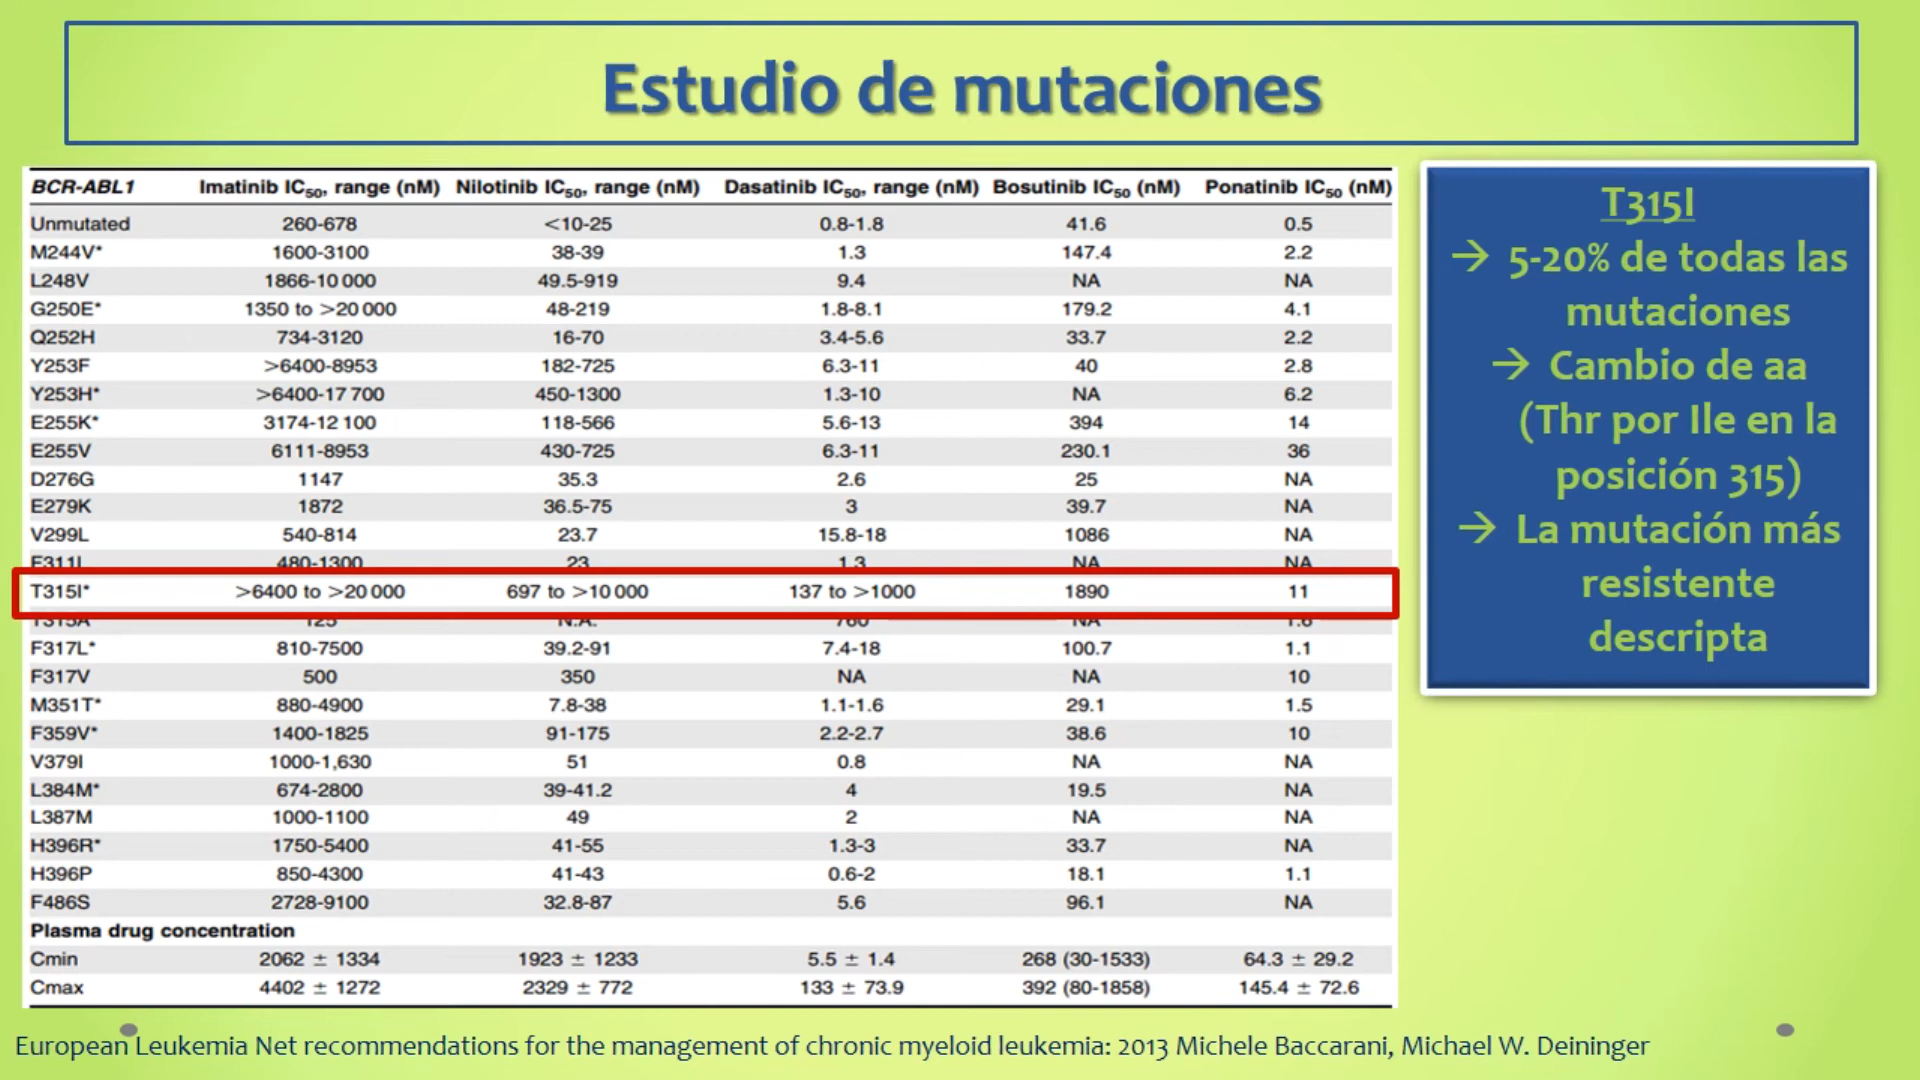 Estudio de mutaciones
BCR-ABL1 Imatinib IC50, range (nM) Nilotinib IC50, range (nM) Dasatinib IC50, range (nM) Bosutinib IC50 (nM) Ponatinib IC50 (nM)
Unmutated 260-678 <10-25 0.8-1.8 41.6 0.5
M244V* 1600-3100 38-39 1.3 147.4 2.2
L248V 1866-10 000 49.5-919 9.4 NA NA
G250E* 1350 to >20 000 48-219 1.8-8.1 179.2 4.1
Q252H 734-3120 16-70 3.4-5.6 33.7 2.2
Y253F >6400-8953 182-725 6.3-11 40 2.8
Y253H* >6400-17 700 450-1300 1.3-10 NA 6.2
E255K* 3174-12 100 118-566 5.6-13 394 14
E255V 6111-8953 430-725 6.3-11 230.1 36
D276G 1147 35.3 2.6 25 NA
E279K 1872 36.5-75 3 39.7 NA
V299L 540-814 23.7 15.8-18 1086 NA
480-1300 23 1.3 NA NA
T315I* >6400 to >20 000 697 to >10 000 137 to >1000 1890 11
T315A 125 N.A. 760 NA 1.6
F317L* 810-7500 39.2-91 7.4-18 100.7 1.1
F317V 500 350 NA NA 10
M351T* 880-4900 7.8-38 1.1-1.6 29.1 1.5
F359V* 1400-1825 91-175 2.2-2.7 38.6 10
V379I 1000-1,630 51 0.8 NA NA
L384M* 674-2800 39-41.2 4 19.5 NA
L387M 1000-1100 49 2 NA NA
H396R* 1750-5400 41-55 1.3-3 33.7 NA
H396P 850-4300 41-43 0.6-2 18.1 1.1
F486S 2728-9100 32.8-87 5.6 96.1 NA
Plasma drug concentration
Cmin 2062 ± 1334 1923 ± 1233 5.5 ± 1.4 268 (30-1533) 64.3 ± 29.2
Cmax 4402 ± 1272 2329 ± 772 133 ± 73.9 392 (80-1858) 145.4 ± 72.6
T315I
→ 5-20% de todas las
mutaciones
→ Cambio de aa
(Thr por Ile en la
posición 315)
→ La mutación más
resistente
descripta
European Leukemia Net recommendations for the management of chronic myeloid leukemia: 2013 Michele Baccarani, Michael W. Deininger